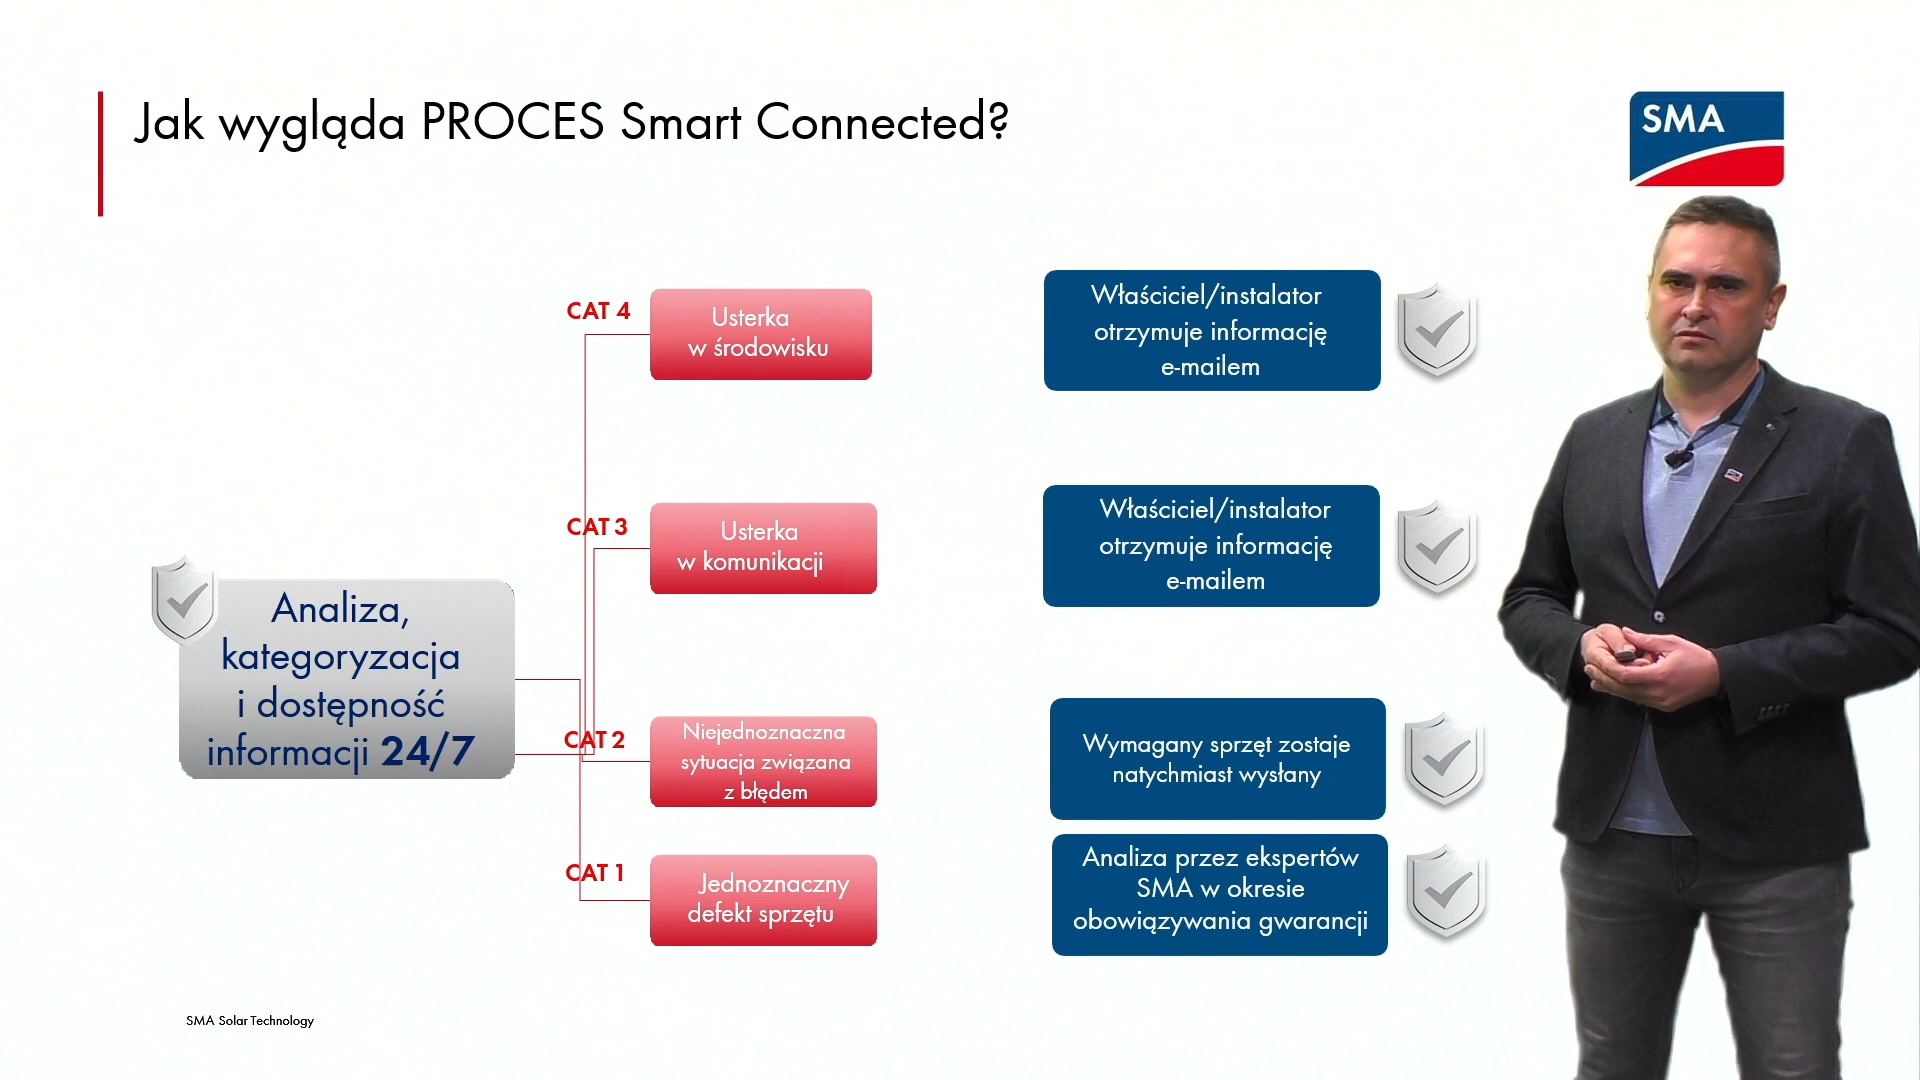 Jak wygląda PROCES Smart Connected?
SMA
CAT 4
Usterka
w środowisku
Właściciel/instalator
otrzymuje informację
e-mailem
CAT 3
Usterka
w komunikacji
Właściciel/instalator
otrzymuje informację
e-mailem
Analiza,
kategoryzacja
i dostępność
informacji 24/7
CAT 2
Niejednoznaczna
sytuacja związana
z błędem
Wymagany sprzęt zostaje
natychmiast wysłany
CAT 1
Jednoznaczny
defekt sprzętu
Analiza przez ekspertów
SMA w okresie
obowiązywania gwarancji
SMA Solar Technology